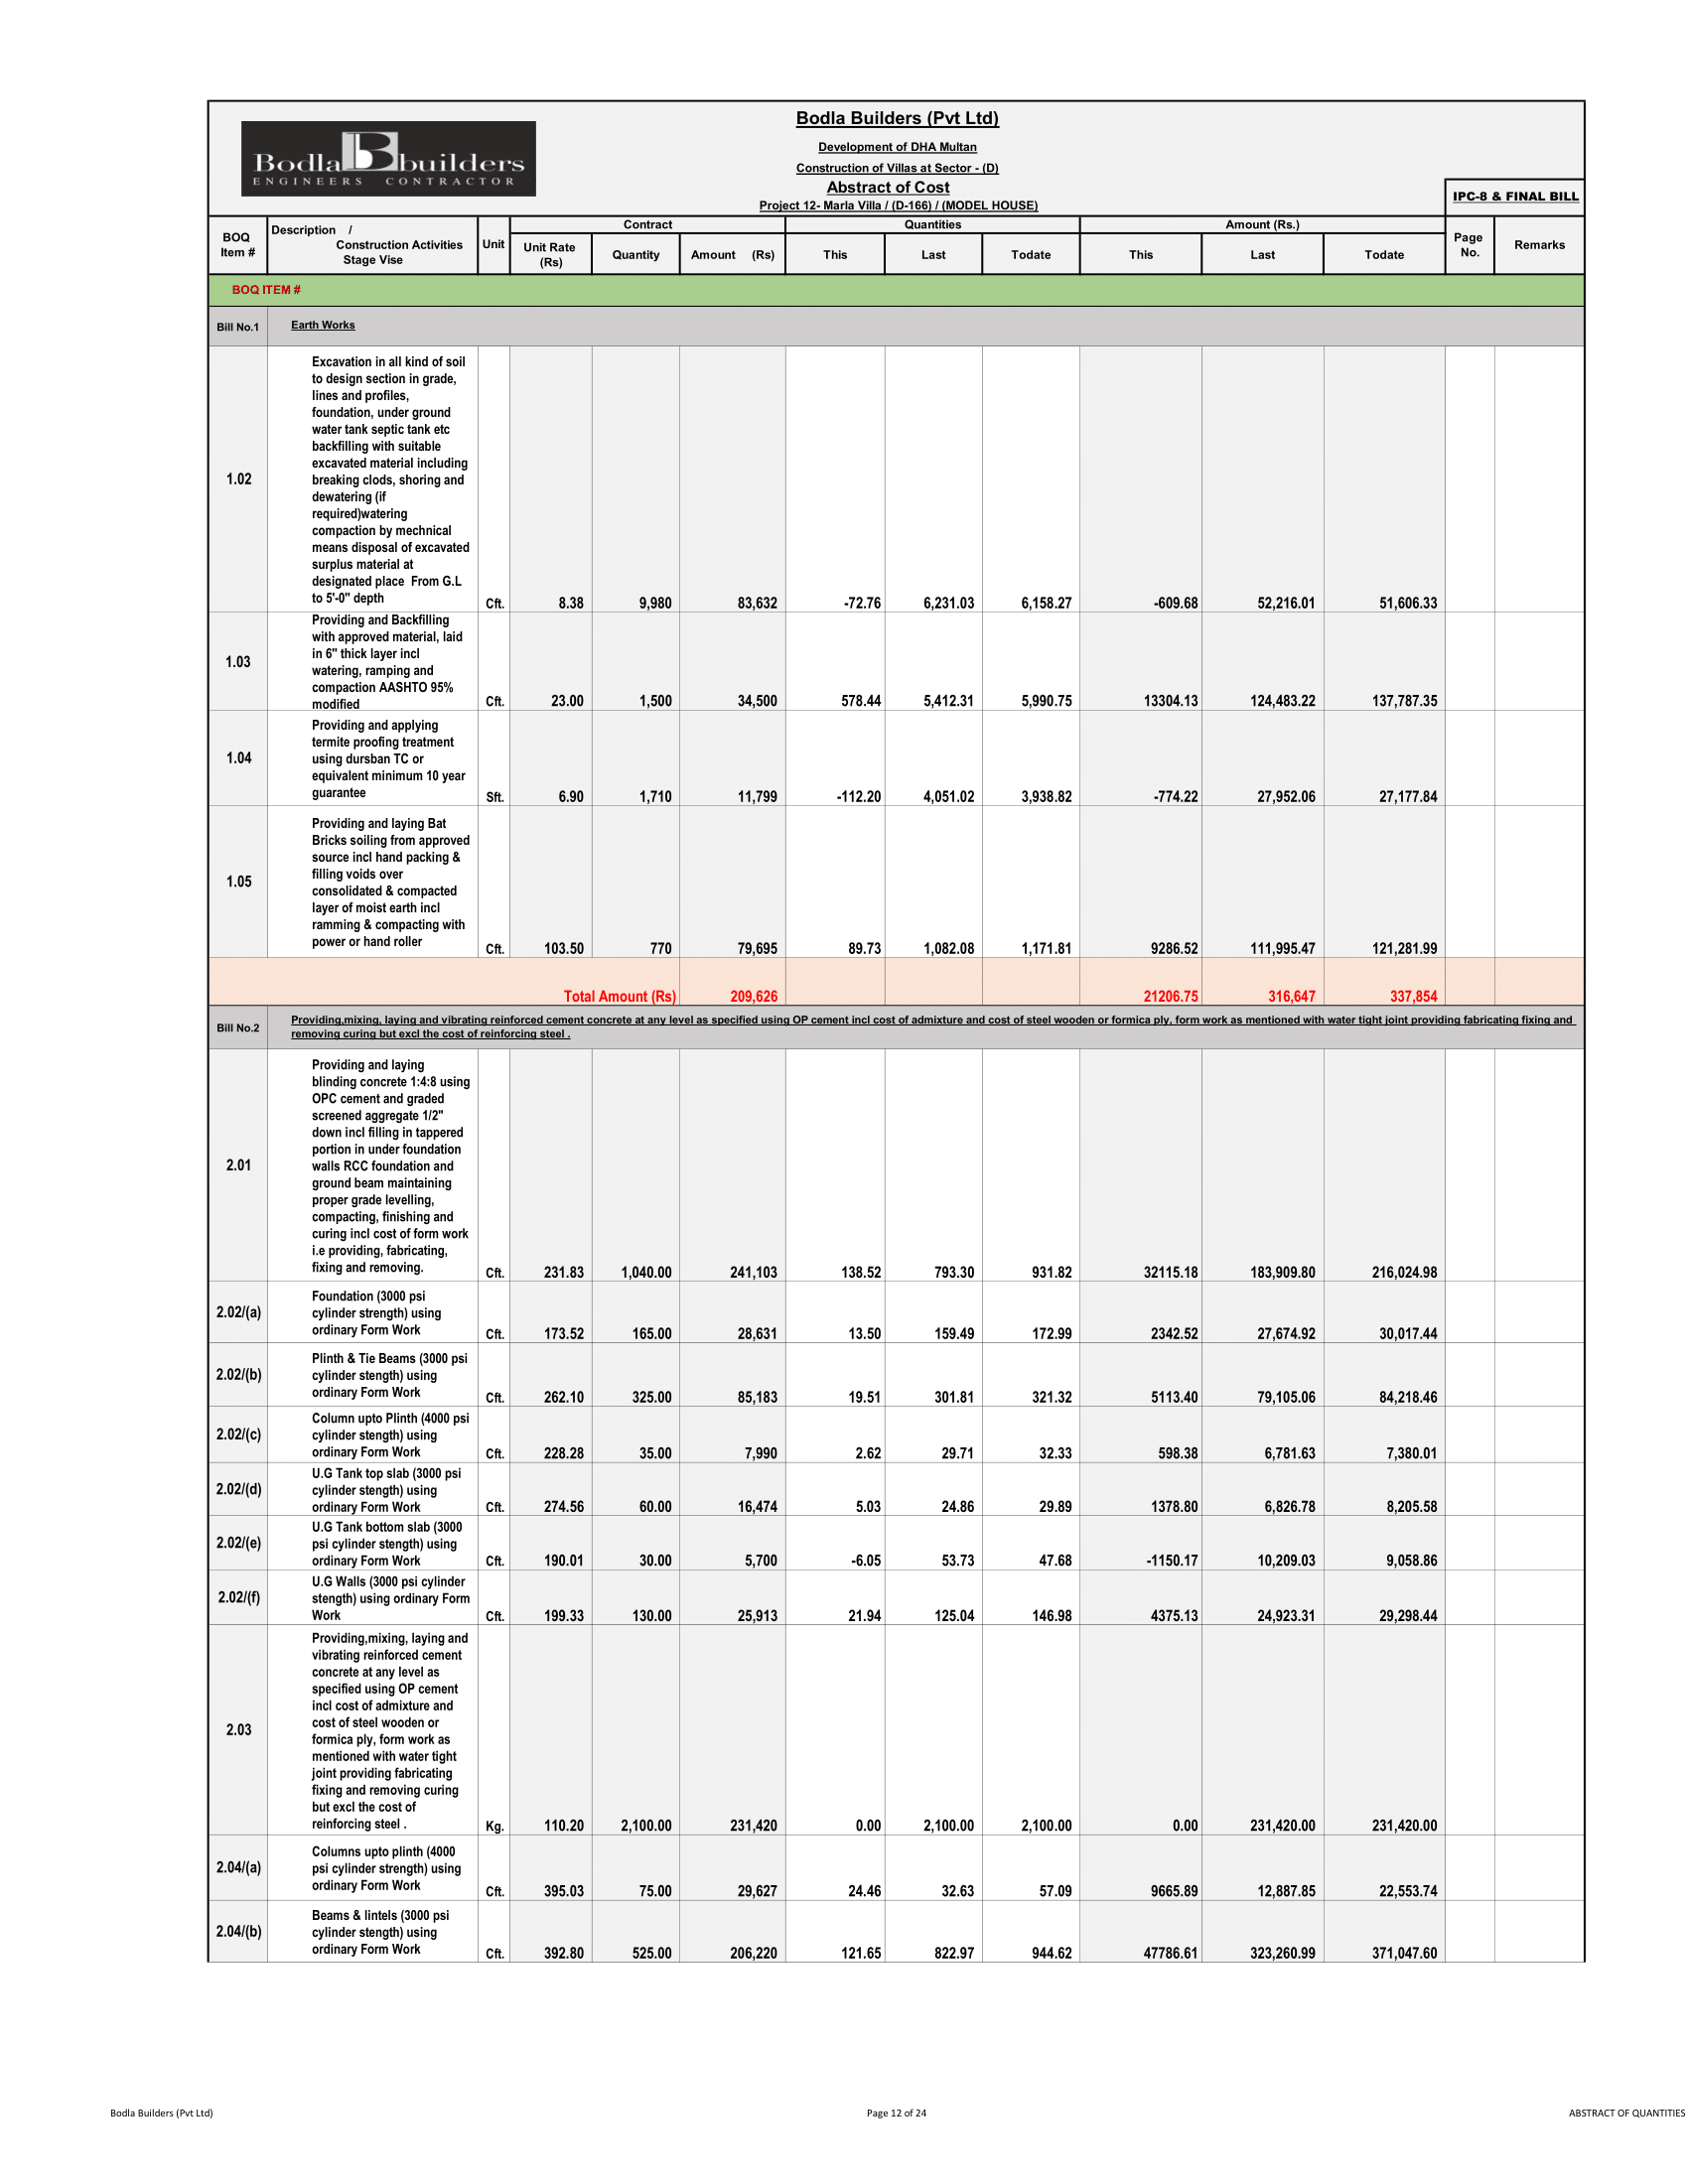 Bodla Builders (Pvt Ltd)
Bodla B builders
ENGINEERS CONTRACTOR
Development of DHA Multan
Construction of Villas at Sector - (D)
Abstract of Cost
Project 12- Marla Villa / (D-166) / (MODEL HOUSE)
IPC-8 & FINAL BILL
BOQ Item # Description / Construction Activities Stage Vise Unit Contract Quantities Amount (Rs.) Page No. Remarks
Unit Rate (Rs) Quantity Amount (Rs) This Last Todate This Last Todate
BOQ ITEM #
Bill No.1 Earth Works
Excavation in all kind of soil
to design section in grade,
lines and profiles,
foundation, under ground
water tank septic tank etc
backfilling with suitable
excavated material including
1.02 breaking clods, shoring and
dewatering (if
required)watering
compaction by mechnical
means disposal of excavated
surplus material at
designated place From G.L
to 5'-0" depth Cft. 8.38 9,980 83,632 -72.76 6,231.03 6,158.27 -609.68 52,216.01 51,606.33
Providing and Backfilling
with approved material, laid
1.03 in 6" thick layer incl
watering, ramping and
compaction AASHTO 95%
modified Cft. 23.00 1,500 34,500 578.44 5,412.31 5,990.75 13304.13 124,483.22 137,787.35
Providing and applying
termite proofing treatment
1.04 using dursban TC or
equivalent minimum 10 year
guarantee Sft. 6.90 1,710 11,799 -112.20 4,051.02 3,938.82 -774.22 27,952.06 27,177.84
Providing and laying Bat
Bricks soiling from approved
source incl hand packing &
filling voids over
1.05 consolidated & compacted
layer of moist earth incl
ramming & compacting with
power or hand roller Cft. 103.50 770 79,695 89.73 1,082.08 1,171.81 9286.52 111,995.47 121,281.99
Total Amount (Rs) 209,626 21206.75 316,647 337,854
Bill No.2 Providing,mixing, laying and vibrating reinforced cement concrete at any level as specified using OP cement incl cost of admixture and cost of steel wooden or formica ply, form work as mentioned with water tight joint providing fabricating fixing and
removing curing but excl the cost of reinforcing steel .
Providing and laying
blinding concrete 1:4:8 using
OPC cement and graded
screened aggregate 1/2"
down incl filling in tappered
portion in under foundation
2.01 walls RCC foundation and
ground beam maintaining
proper grade levelling,
compacting, finishing and
curing incl cost of form work
i.e providing, fabricating,
fixing and removing. Cft. 231.83 1,040.00 241,103 138.52 793.30 931.82 32115.18 183,909.80 216,024.98
Foundation (3000 psi
2.02/(a) cylinder strength) using
ordinary Form Work Cft. 173.52 165.00 28,631 13.50 159.49 172.99 2342.52 27,674.92 30,017.44
Plinth & Tie Beams (3000 psi
2.02/(b) cylinder stength) using
ordinary Form Work Cft. 262.10 325.00 85,183 19.51 301.81 321.32 5113.40 79,105.06 84,218.46
Column upto Plinth (4000 psi
2.02/(c) cylinder stength) using
ordinary Form Work Cft. 228.28 35.00 7,990 2.62 29.71 32.33 598.38 6,781.63 7,380.01
U.G Tank top slab (3000 psi
2.02/(d) cylinder stength) using
ordinary Form Work Cft. 274.56 60.00 16,474 5.03 24.86 29.89 1378.80 6,826.78 8,205.58
U.G Tank bottom slab (3000
2.02/(e) psi cylinder stength) using
ordinary Form Work Cft. 190.01 30.00 5,700 -6.05 53.73 47.68 -1150.17 10,209.03 9,058.86
U.G Walls (3000 psi cylinder
2.02/(f) stength) using ordinary Form
Work Cft. 199.33 130.00 25,913 21.94 125.04 146.98 4375.13 24,923.31 29,298.44
Providing,mixing, laying and
vibrating reinforced cement
concrete at any level as
specified using OP cement
incl cost of admixture and
2.03 cost of steel wooden or
formica ply, form work as
mentioned with water tight
joint providing fabricating
fixing and removing curing
but excl the cost of
reinforcing steel . Kg. 110.20 2,100.00 231,420 0.00 2,100.00 2,100.00 0.00 231,420.00 231,420.00
Columns upto plinth (4000
2.04/(a) psi cylinder strength) using
ordinary Form Work Cft. 395.03 75.00 29,627 24.46 32.63 57.09 9665.89 12,887.85 22,553.74
Beams & lintels (3000 psi
2.04/(b) cylinder stength) using
ordinary Form Work Cft. 392.80 525.00 206,220 121.65 822.97 944.62 47786.61 323,260.99 371,047.60
Bodla Builders (Pvt Ltd) Page 12 of 24 ABSTRACT OF QUANTITIES